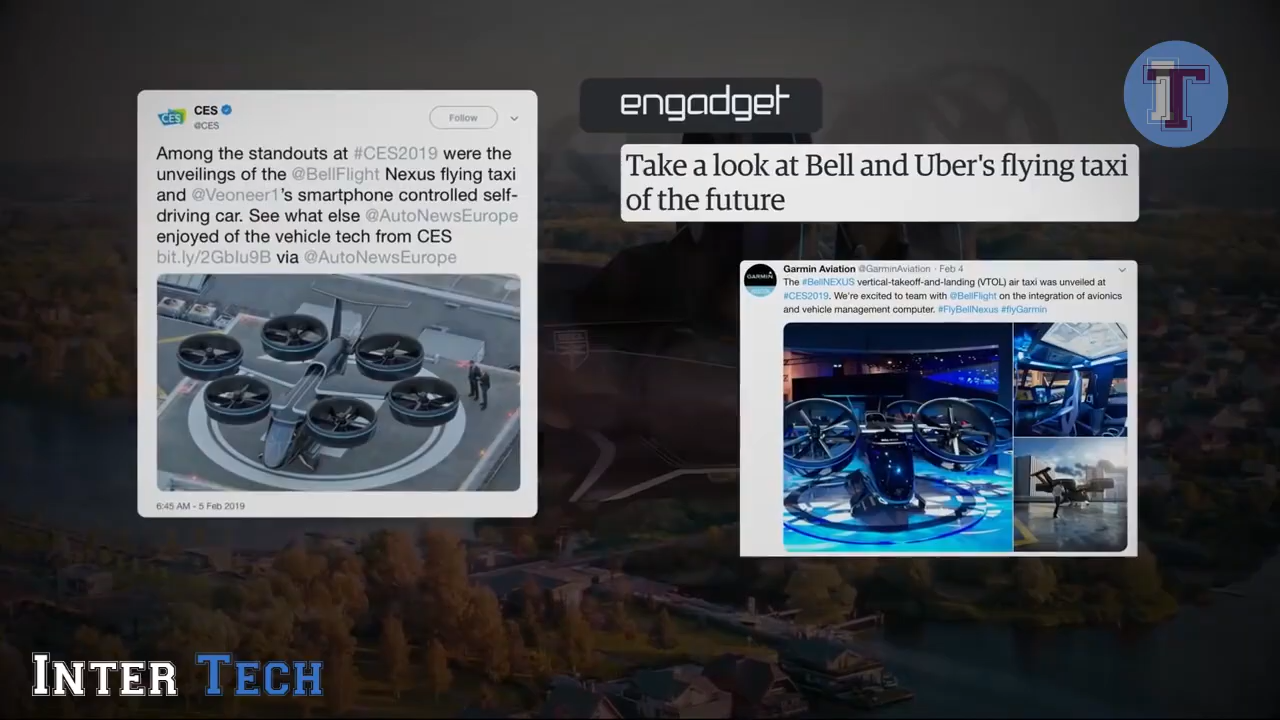 CES
@CES
Follow
Among the standouts at #CES2019 were the
unveilings of the @BellFlight Nexus flying taxi
and @Veoneer1's smartphone controlled self-
driving car. See what else @AutoNewsEurope
enjoyed of the vehicle tech from CES
bit.ly/2GbIu9B via @AutoNewsEurope
6:45 AM - 5 Feb 2019
engadget
Take a look at Bell and Uber's flying taxi
of the future
GARMIN
Garmin Aviation @GarminAviation · Feb 4
The #BellNEXUS vertical-takeoff-and-landing (VTOL) air taxi was unveiled at
#CES2019. We're excited to team with @BellFlight on the integration of avionics
and vehicle management computer. #FlyBellNexus #flyGarmin
IT
INTER TECH